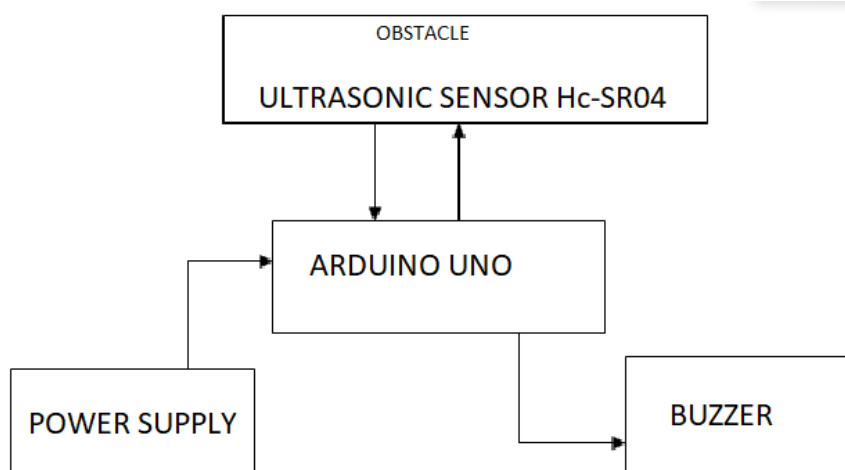 OBSTACLE
ULTRASONIC SENSOR Hc-SR04
ARDUINO UNO
POWER SUPPLY
BUZZER